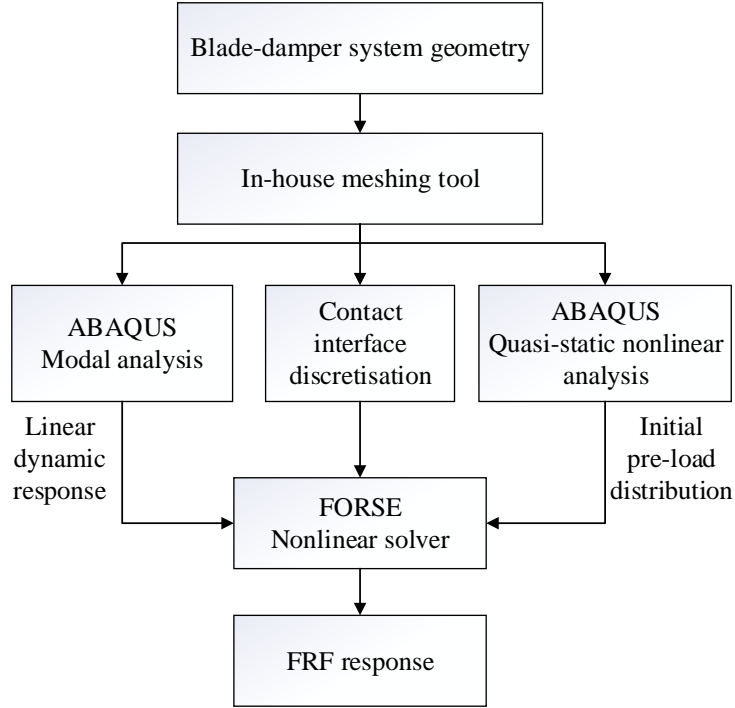 Blade-damper system geometry
In-house meshing tool
ABAQUS
Modal analysis
Contact
interface
discretisation
ABAQUS
Quasi-static nonlinear
analysis
Linear
dynamic
response
Initial
pre-load
distribution
FORSE
Nonlinear solver
FRF response